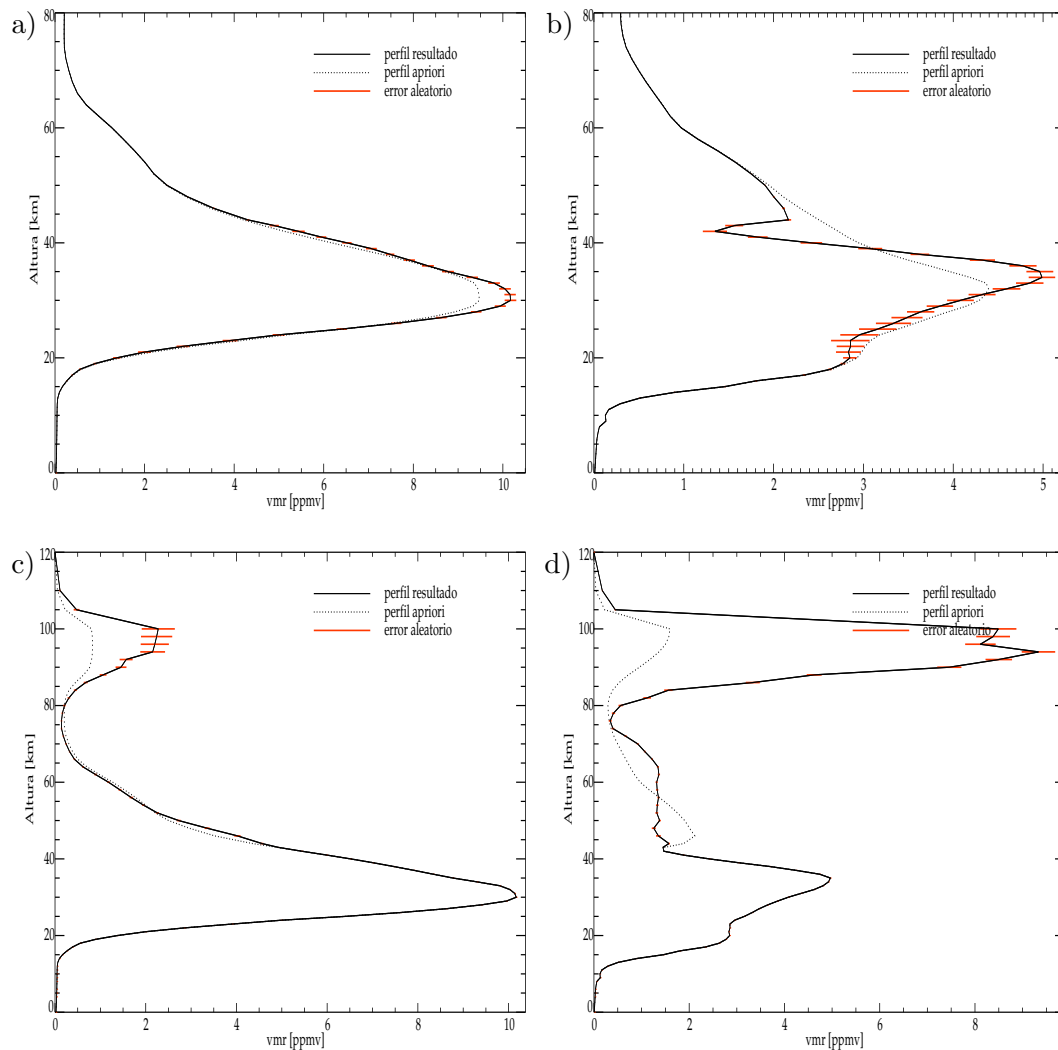 a)
80
60
40
20
0
Altura [km]
perfil resultado
perfil apriori
error aleatorio
0 2 4 6 8 10
vmr [ppmv]
b)
80
60
40
20
0
Altura [km]
perfil resultado
perfil apriori
error aleatorio
0 1 2 3 4 5
vmr [ppmv]
c)
120
100
80
60
40
20
0
Altura [km]
perfil resultado
perfil apriori
error aleatorio
0 2 4 6 8 10
vmr [ppmv]
d)
120
100
80
60
40
20
0
Altura [km]
perfil resultado
perfil apriori
error aleatorio
0 2 4 6 8
vmr [ppmv]